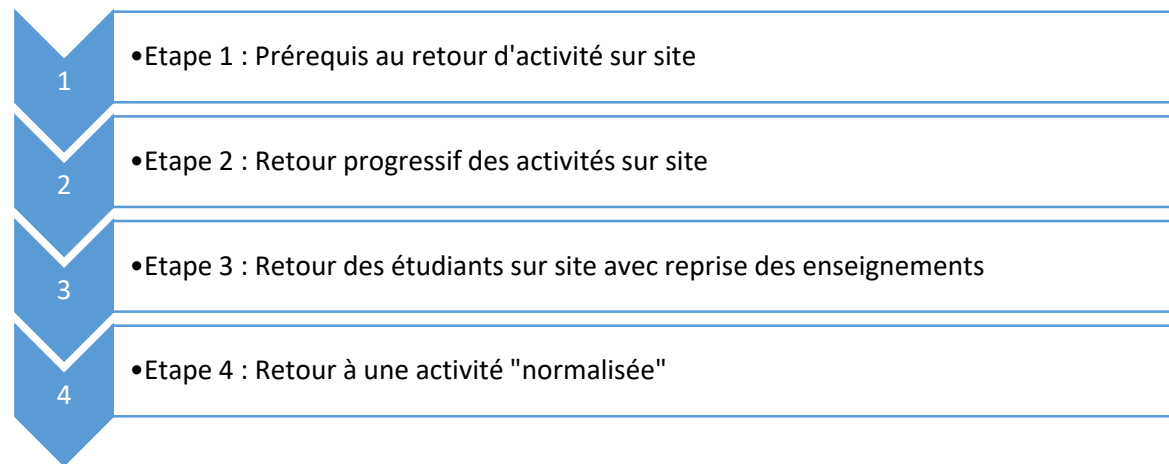 1
•Etape 1 : Prérequis au retour d'activité sur site
2
•Etape 2 : Retour progressif des activités sur site
3
•Etape 3 : Retour des étudiants sur site avec reprise des enseignements
4
•Etape 4 : Retour à une activité "normalisée"